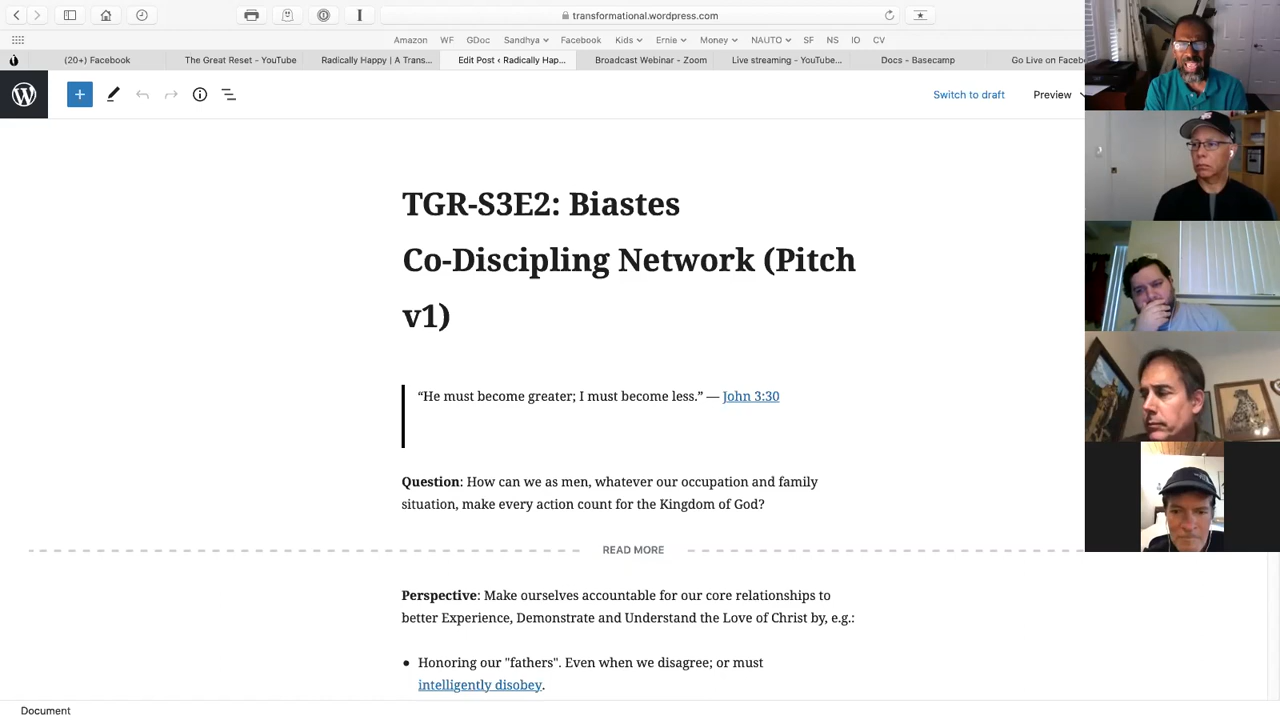 transformational.wordpress.com
Amazon WF GDoc Sandhya Facebook Kids Ernie Money NAUTO SF NS IO CV
(20+) Facebook The Great Reset - YouTube Radically Happy | A Trans... Edit Post ‹ Radically Hap... Broadcast Webinar - Zoom Live streaming - YouTube... Docs - Basecamp Go Live on Facebo
Switch to draft Preview
TGR-S3E2: Biastes
Co-Discipling Network (Pitch
v1)
“He must become greater; I must become less.” — John 3:30
Question: How can we as men, whatever our occupation and family
situation, make every action count for the Kingdom of God?
READ MORE
Perspective: Make ourselves accountable for our core relationships to
better Experience, Demonstrate and Understand the Love of Christ by, e.g.:
● Honoring our "fathers". Even when we disagree; or must
intelligently disobey.
Document